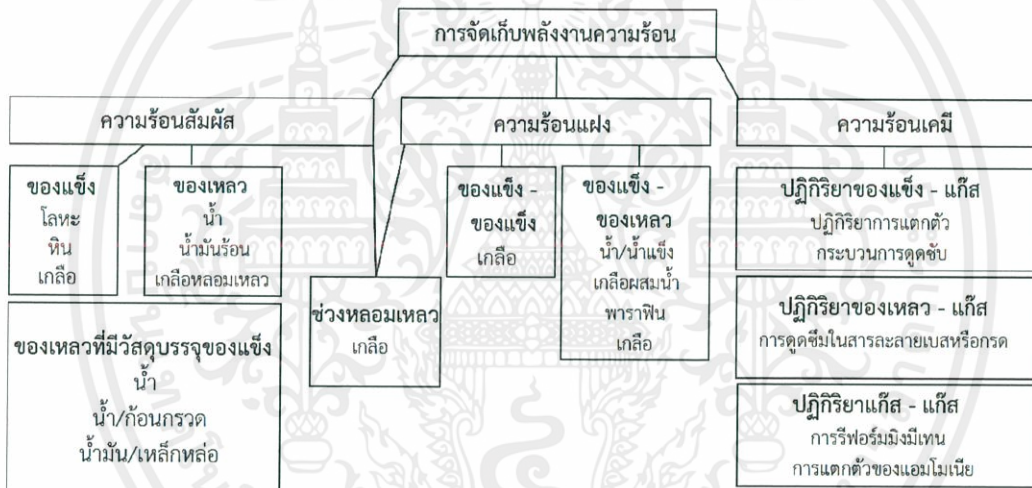 การจัดเก็บพลังงานความร้อน
ความร้อนสัมผัส
ความร้อนแฝง
ความร้อนเคมี
ของแข็ง
โลหะ
หิน
เกลือ
ของเหลว
น้ำ
น้ำมันร้อน
เกลือหลอมเหลว
ของเหลวที่มีวัสดุบรรจุของแข็ง
น้ำ
น้ำ/ก้อนกรวด
น้ำมัน/เหล็กหล่อ
ช่วงหลอมเหลว
เกลือ
ของแข็ง -
ของแข็ง
เกลือ
ของแข็ง -
ของเหลว
น้ำ/น้ำแข็ง
เกลือผสมน้ำ
พาราฟิน
เกลือ
ปฏิกิริยาของแข็ง - แก๊ส
ปฏิกิริยาการแตกตัว
กระบวนการดูดซับ
ปฏิกิริยาของเหลว - แก๊ส
การดูดซึมในสารละลายเบสหรือกรด
ปฏิกิริยาแก๊ส - แก๊ส
การรีฟอร์มมิงมีเทน
การแตกตัวของแอมโมเนีย